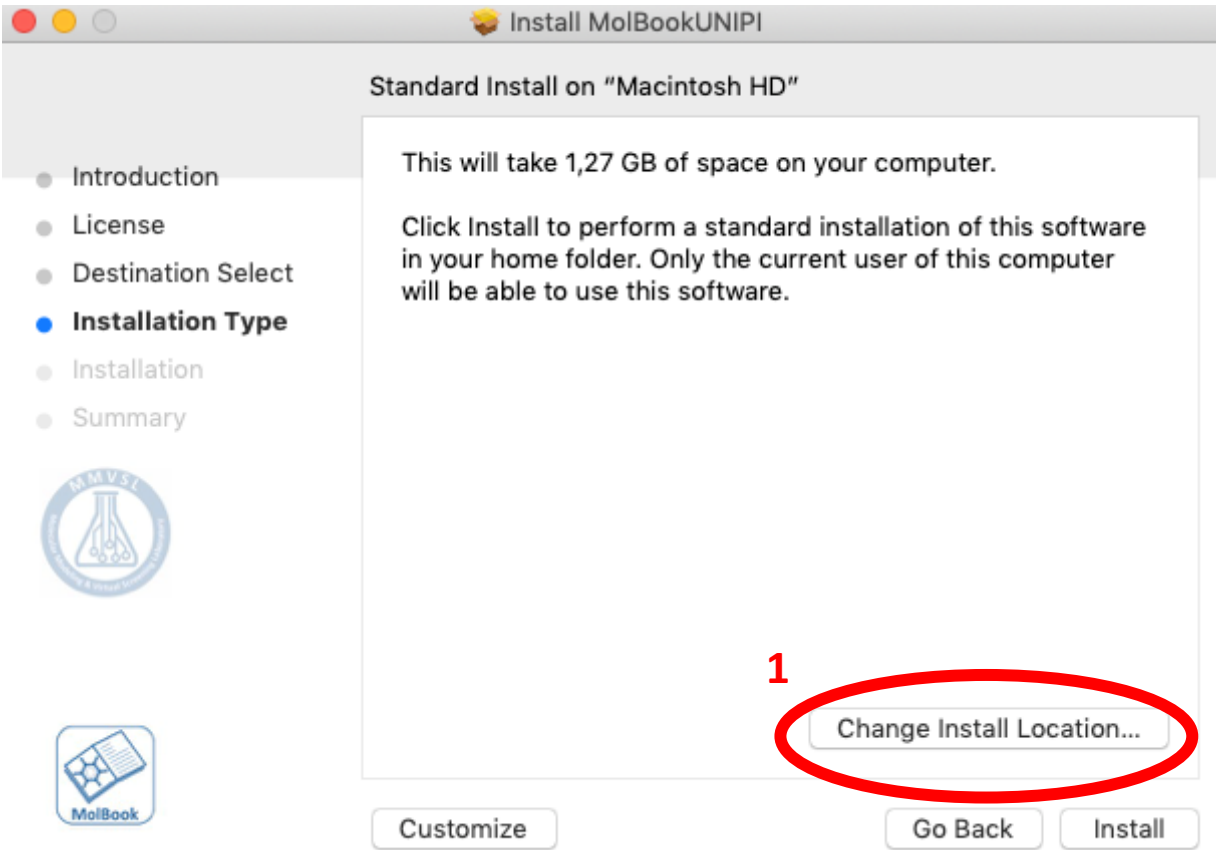 Install MolBookUNIPI
Standard Install on “Macintosh HD”
Introduction
License
Destination Select
Installation Type
Installation
Summary
This will take 1,27 GB of space on your computer.
Click Install to perform a standard installation of this software
in your home folder. Only the current user of this computer
will be able to use this software.
MMVSL
1
Change Install Location...
MolBook
Customize
Go Back
Install